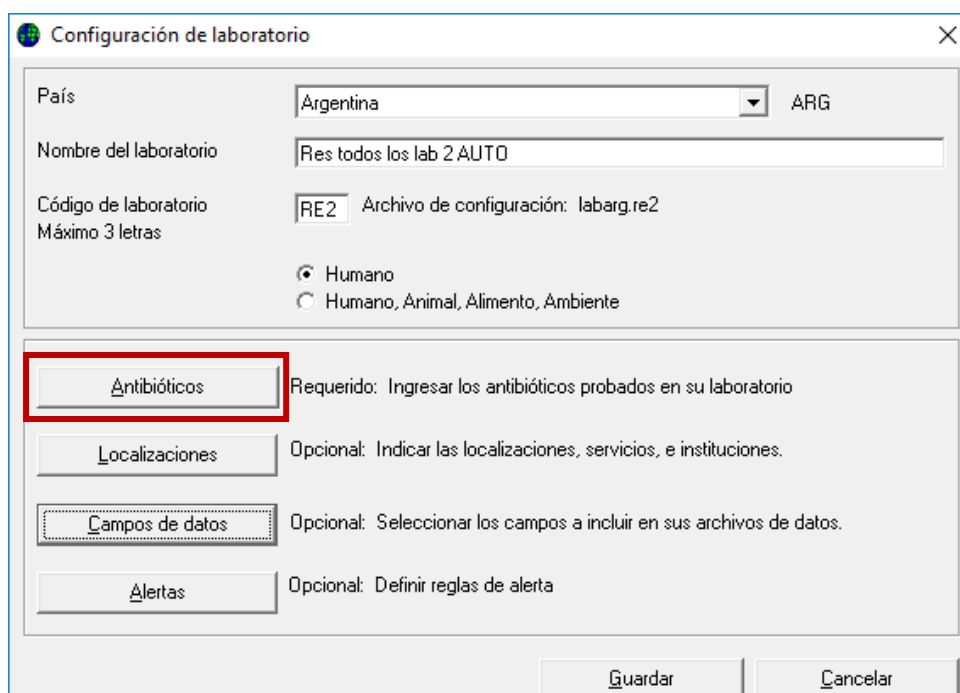 Configuración de laboratorio
País
Argentina
ARG
Nombre del laboratorio
Res todos los lab 2 AUTO
Código de laboratorio
Máximo 3 letras
RE2
Archivo de configuración: labarg.re2
Humano
Humano, Animal, Alimento, Ambiente
Antibióticos
Requerido: Ingresar los antibióticos probados en su laboratorio
Localizaciones
Opcional: Indicar las localizaciones, servicios, e instituciones.
Campos de datos
Opcional: Seleccionar los campos a incluir en sus archivos de datos.
Alertas
Opcional: Definir reglas de alerta
Guardar
Cancelar